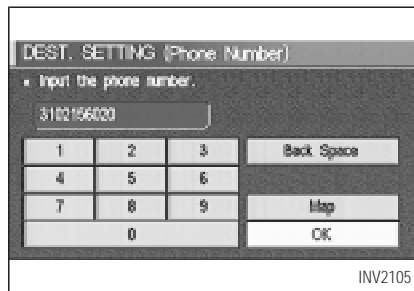 DEST. SETTING (Phone Number)
• Input the phone number.
3102156020
1 2 3 Back Space
4 5 6
7 8 9 Map
0 OK
INV2105